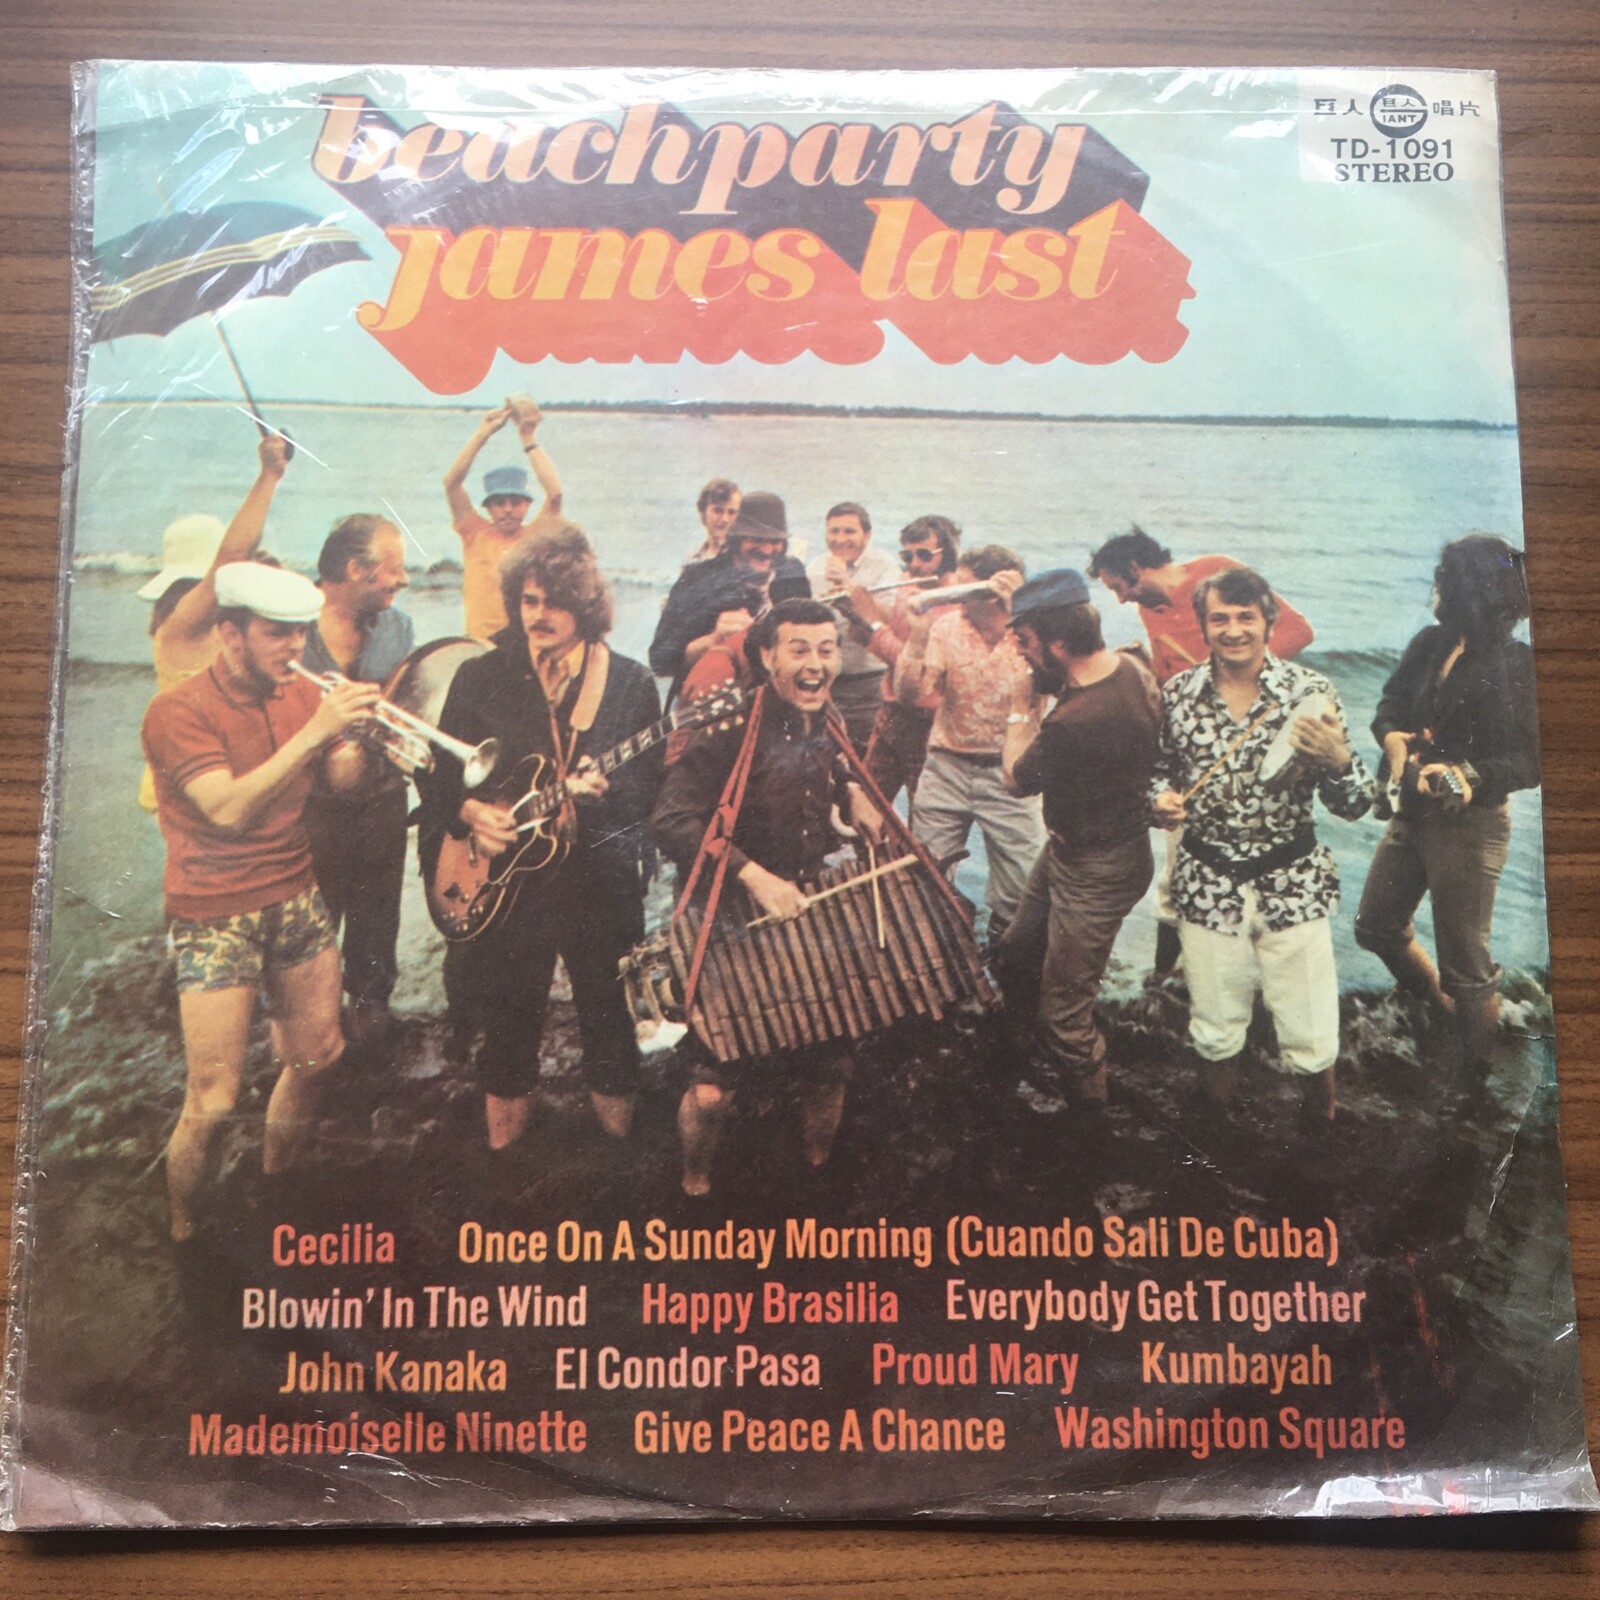 beachparty
james last
巨人 巨人 GIANT 唱片
TD-1091
STEREO
Cecilia Once On A Sunday Morning (Cuando Sali De Cuba)
Blowin' In The Wind Happy Brasilia Everybody Get Together
John Kanaka El Condor Pasa Proud Mary Kumbayah
Mademoiselle Ninette Give Peace A Chance Washington Square